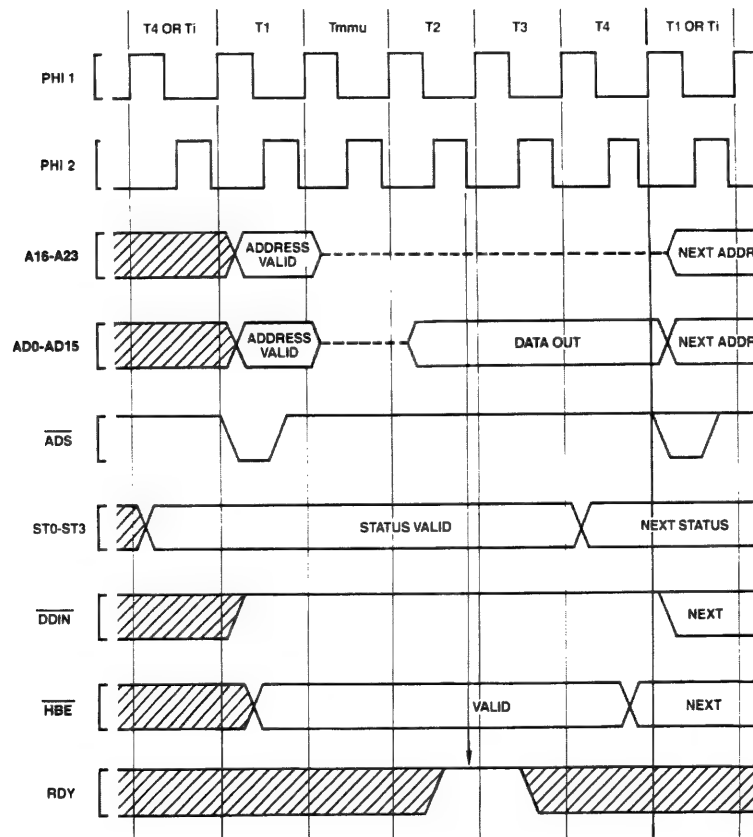 T4 OR Ti T1 Tmmu T2 T3 T4 T1 OR Ti
PHI 1
PHI 2
A16-A23 ADDRESS VALID NEXT ADDR
AD0-AD15 ADDRESS VALID DATA OUT NEXT ADDR
ADS
ST0-ST3 STATUS VALID NEXT STATUS
DDIN NEXT
HBE VALID NEXT
RDY